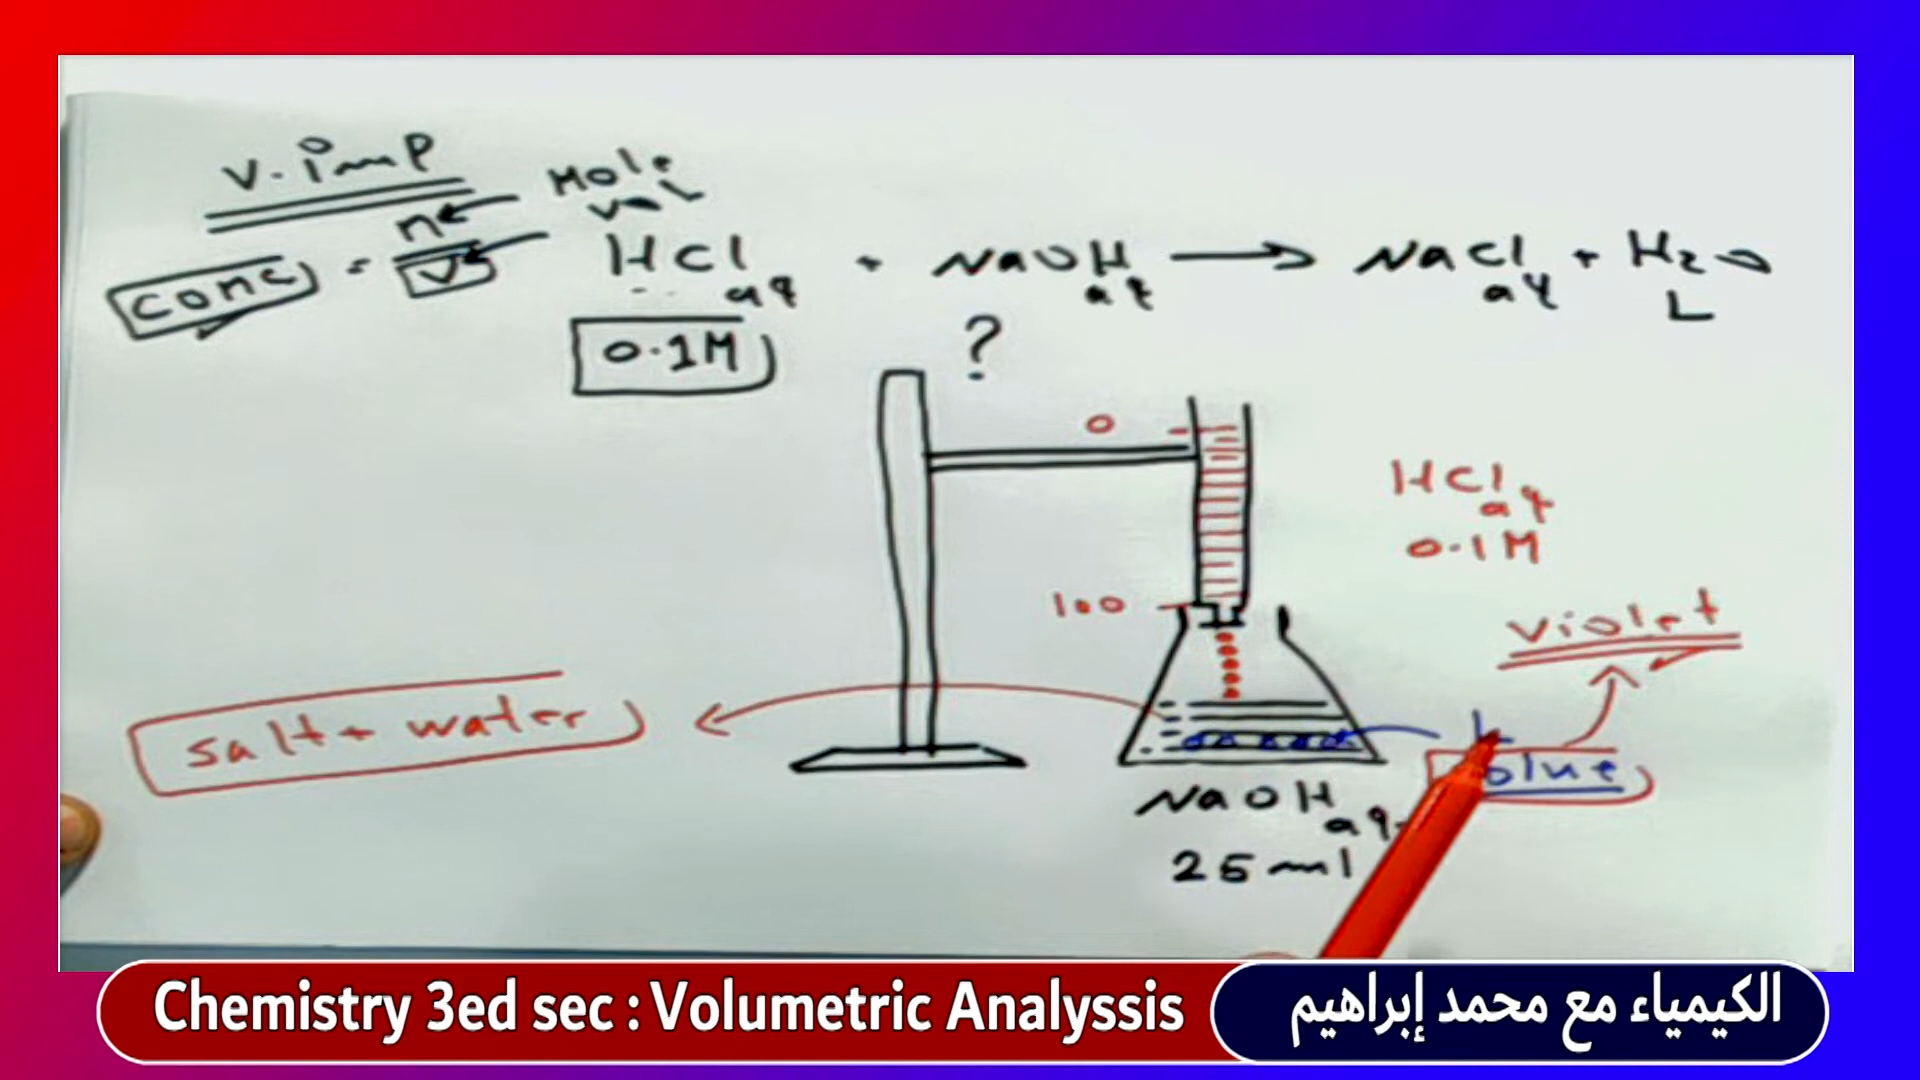 V. imp
Mole
Vol
conc = n
V
HCl aq + NaOH aq → NaCl aq + H2O L
0.1M
?
0
HCl aq
0.1M
100
violet
salt + water
blue
NaOH aq
25 ml
Chemistry 3ed sec : Volumetric Analyssis
الكيمياء مع محمد إبراهيم